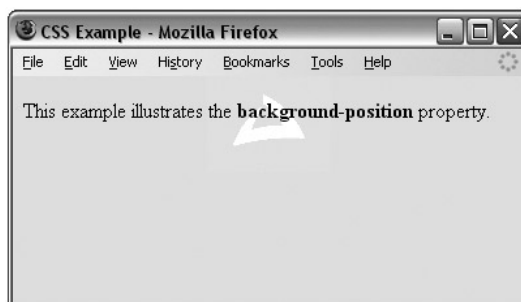 CSS Example - Mozilla Firefox
File Edit View History Bookmarks Tools Help
This example illustrates the background-position property.